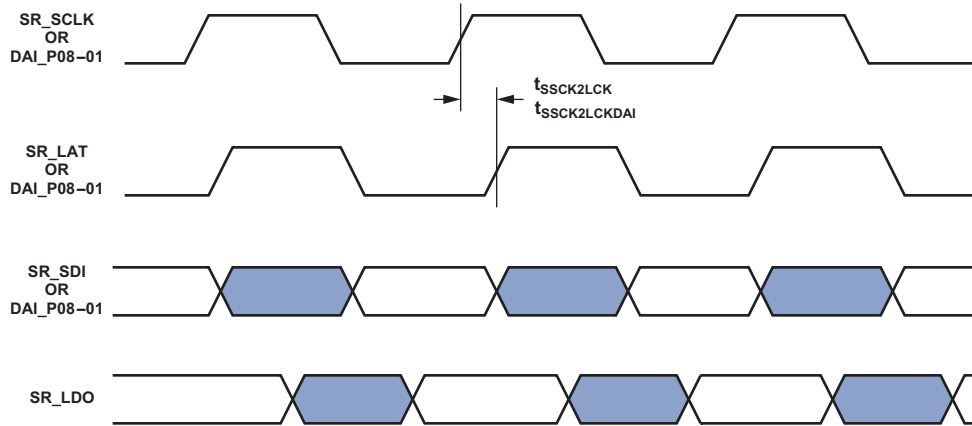 SR_SCLK
OR
DAI_P08–01
tSSCK2LCK
tSSCK2LCKDAI
SR_LAT
OR
DAI_P08–01
SR_SDI
OR
DAI_P08–01
SR_LDO